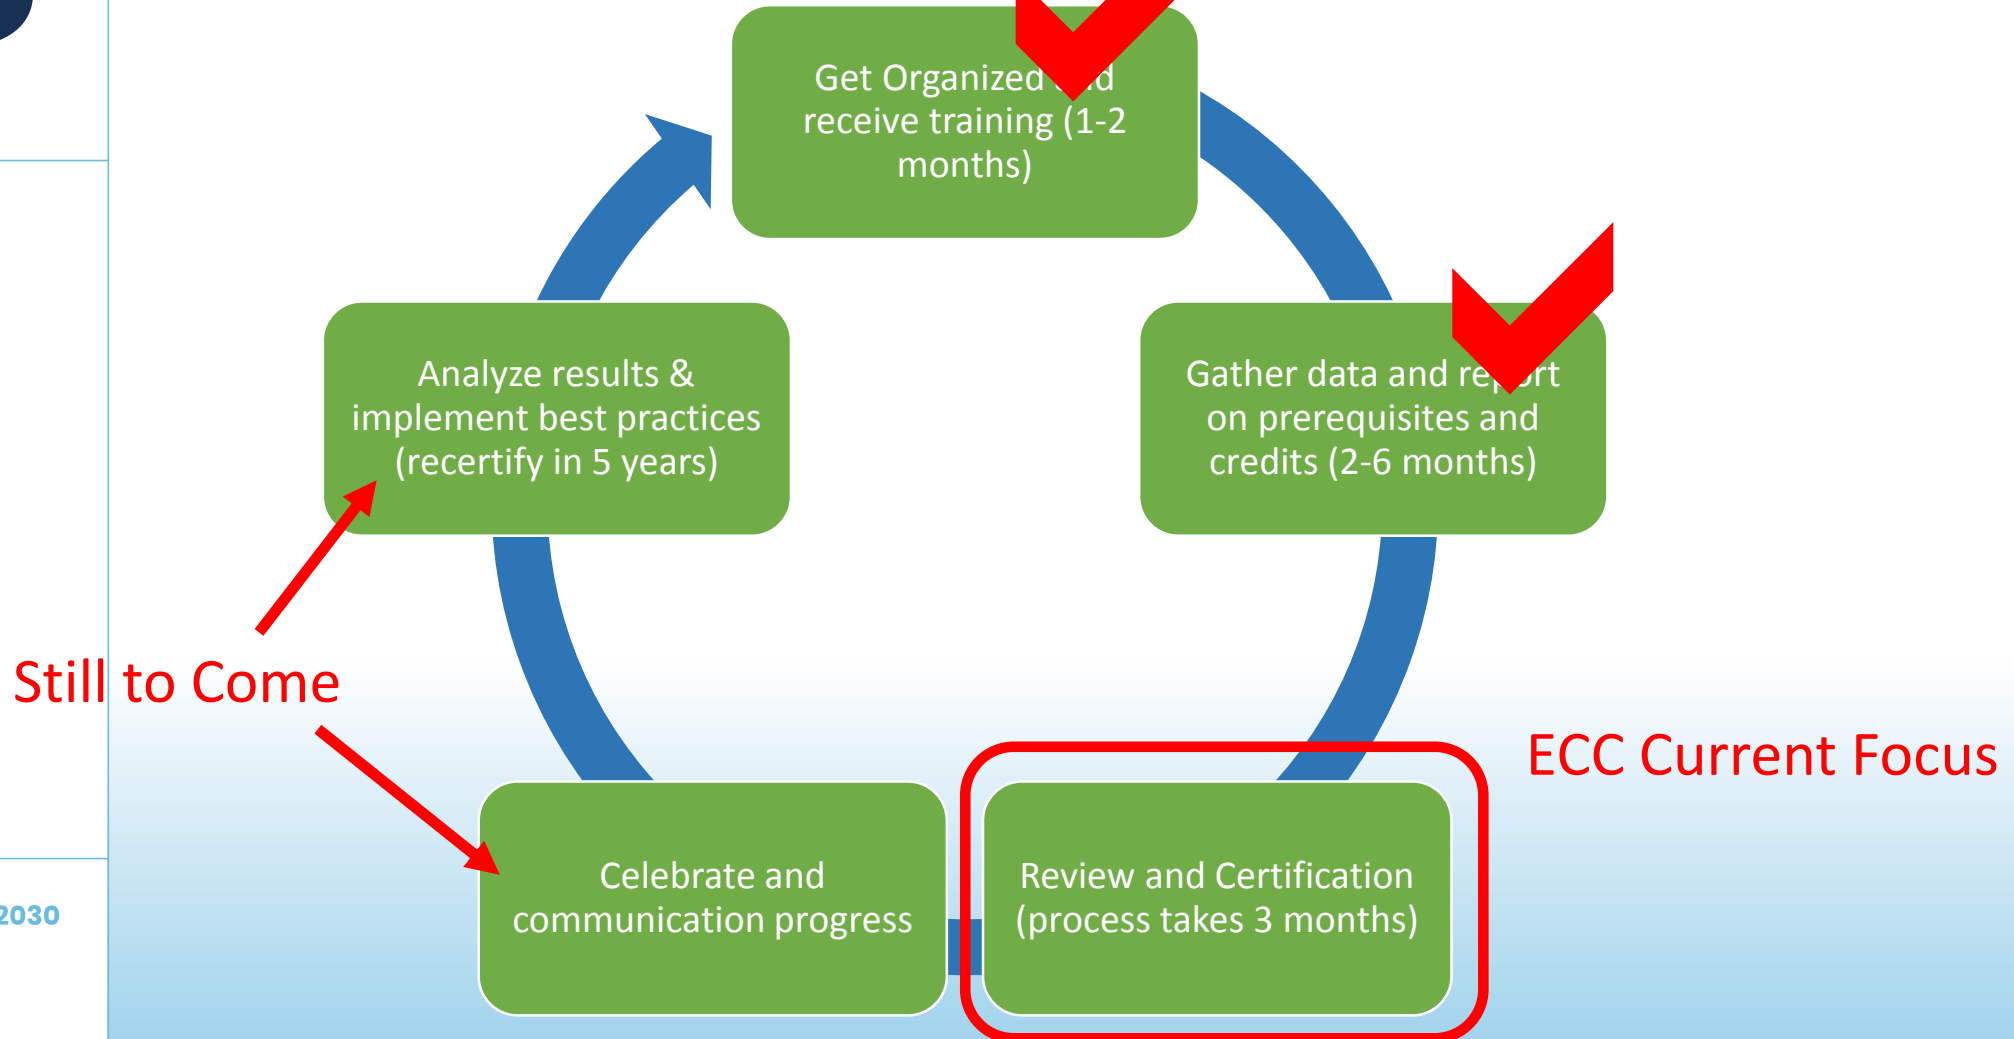 Get Organized and
receive training (1-2
months)
Gather data and report
on prerequisites and
credits (2-6 months)
Review and Certification
(process takes 3 months)
Celebrate and
communication progress
Analyze results &
implement best practices
(recertify in 5 years)
Still to Come
ECC Current Focus
2030